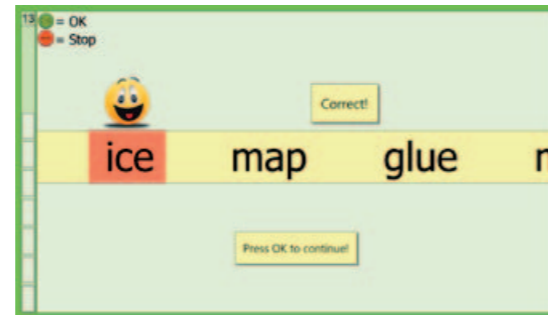 13
= OK
= Stop
Correct!
ice map glue
Press OK to continue!